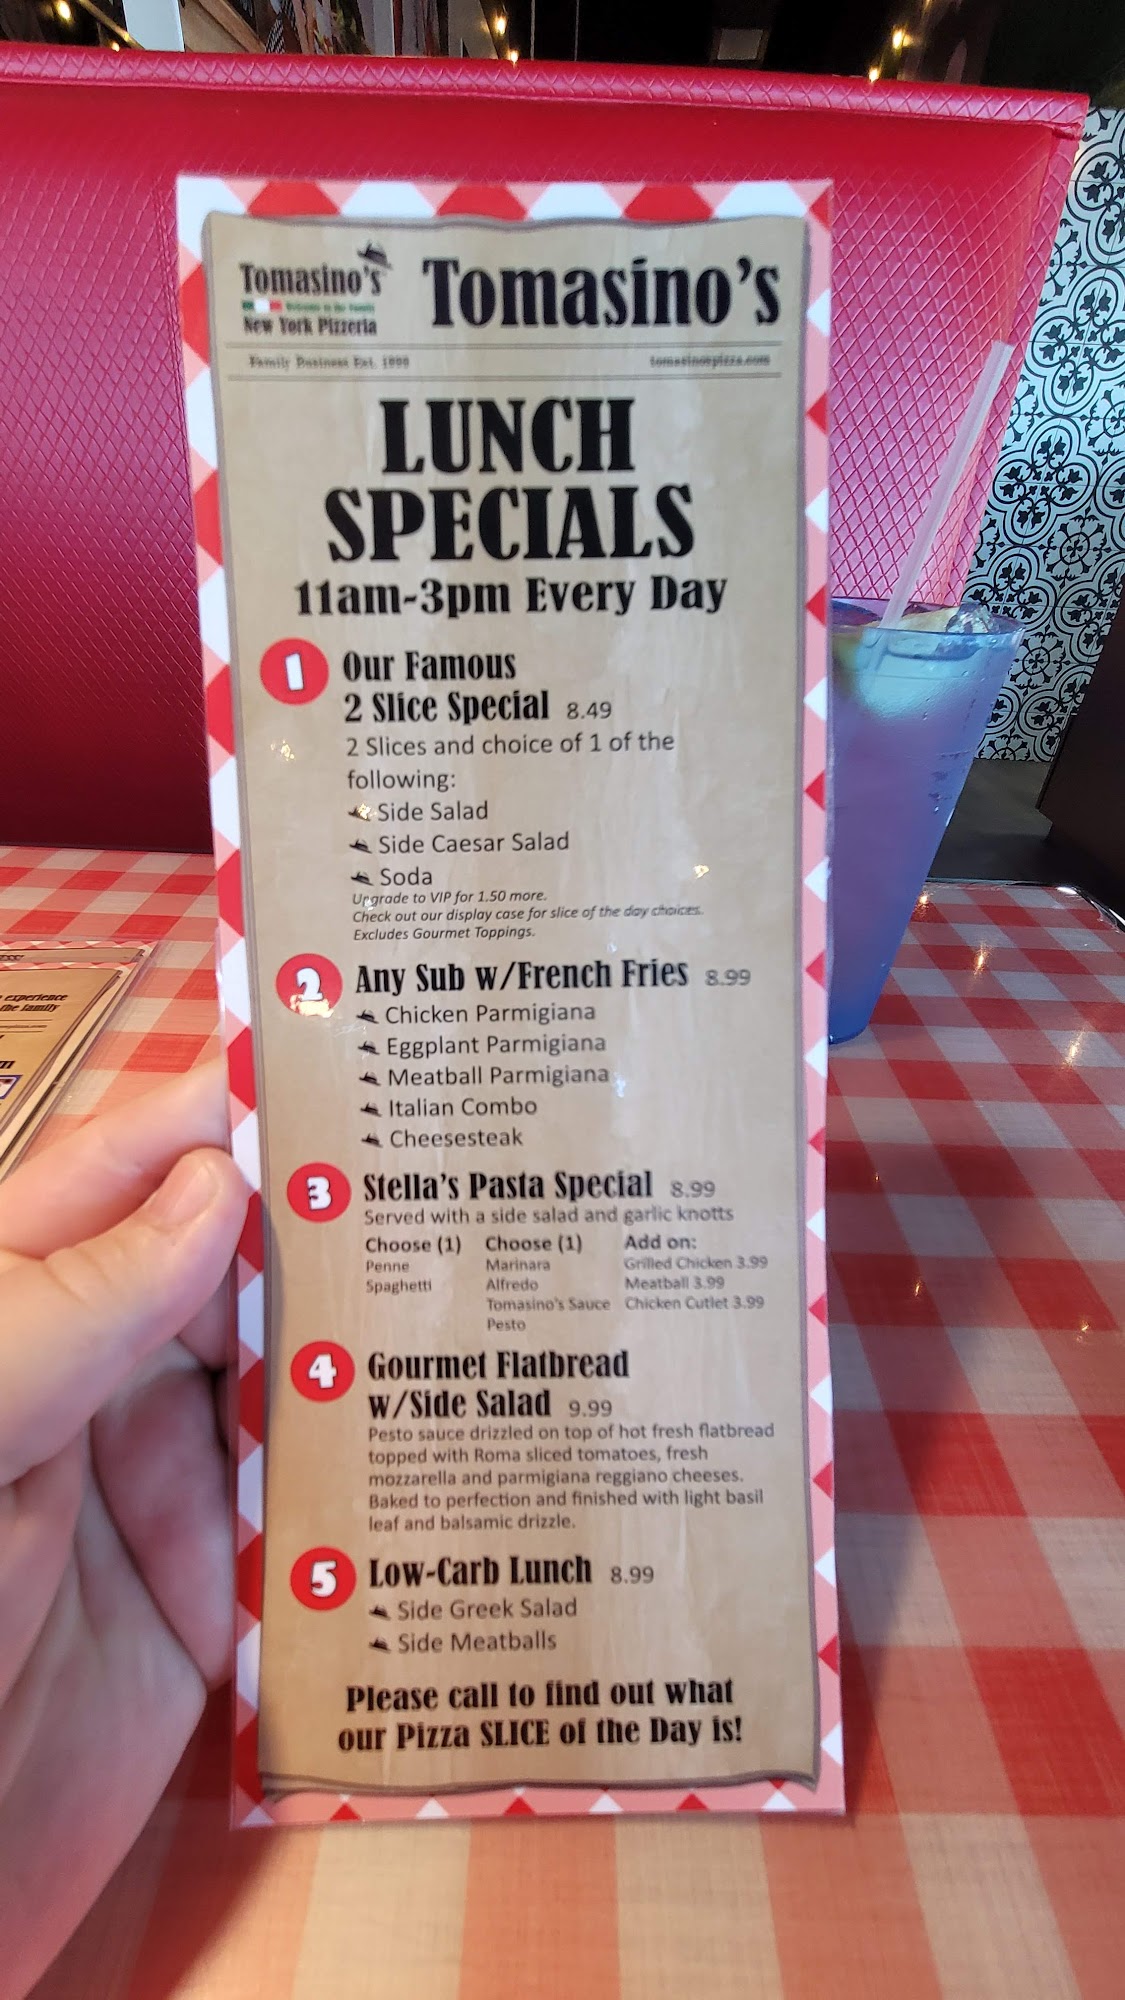 Tomasino's
New York Pizzeria
Tomasino's
Family Business Est.
tomasinospizza.com
LUNCH
SPECIALS
11am-3pm Every Day
1 Our Famous
2 Slice Special 8.49
2 Slices and choice of 1 of the
following:
Side Salad
Side Caesar Salad
Soda
Upgrade to VIP for 1.50 more.
Check out our display case for slice of the day choices.
Excludes Gourmet Toppings.
2 Any Sub w/French Fries 8.99
Chicken Parmigiana
Eggplant Parmigiana
Meatball Parmigiana
Italian Combo
Cheesesteak
3 Stella's Pasta Special 8.99
Served with a side salad and garlic knotts
Choose (1) Choose (1) Add on:
Penne Marinara Grilled Chicken 3.99
Spaghetti Alfredo Meatball 3.99
Tomasino's Sauce Chicken Cutlet 3.99
Pesto
4 Gourmet Flatbread
w/Side Salad 9.99
Pesto sauce drizzled on top of hot fresh flatbread
topped with Roma sliced tomatoes, fresh
mozzarella and parmigiana reggiano cheeses.
Baked to perfection and finished with light basil
leaf and balsamic drizzle.
5 Low-Carb Lunch 8.99
Side Greek Salad
Side Meatballs
Please call to find out what
our Pizza SLICE of the Day is!
experience
the family